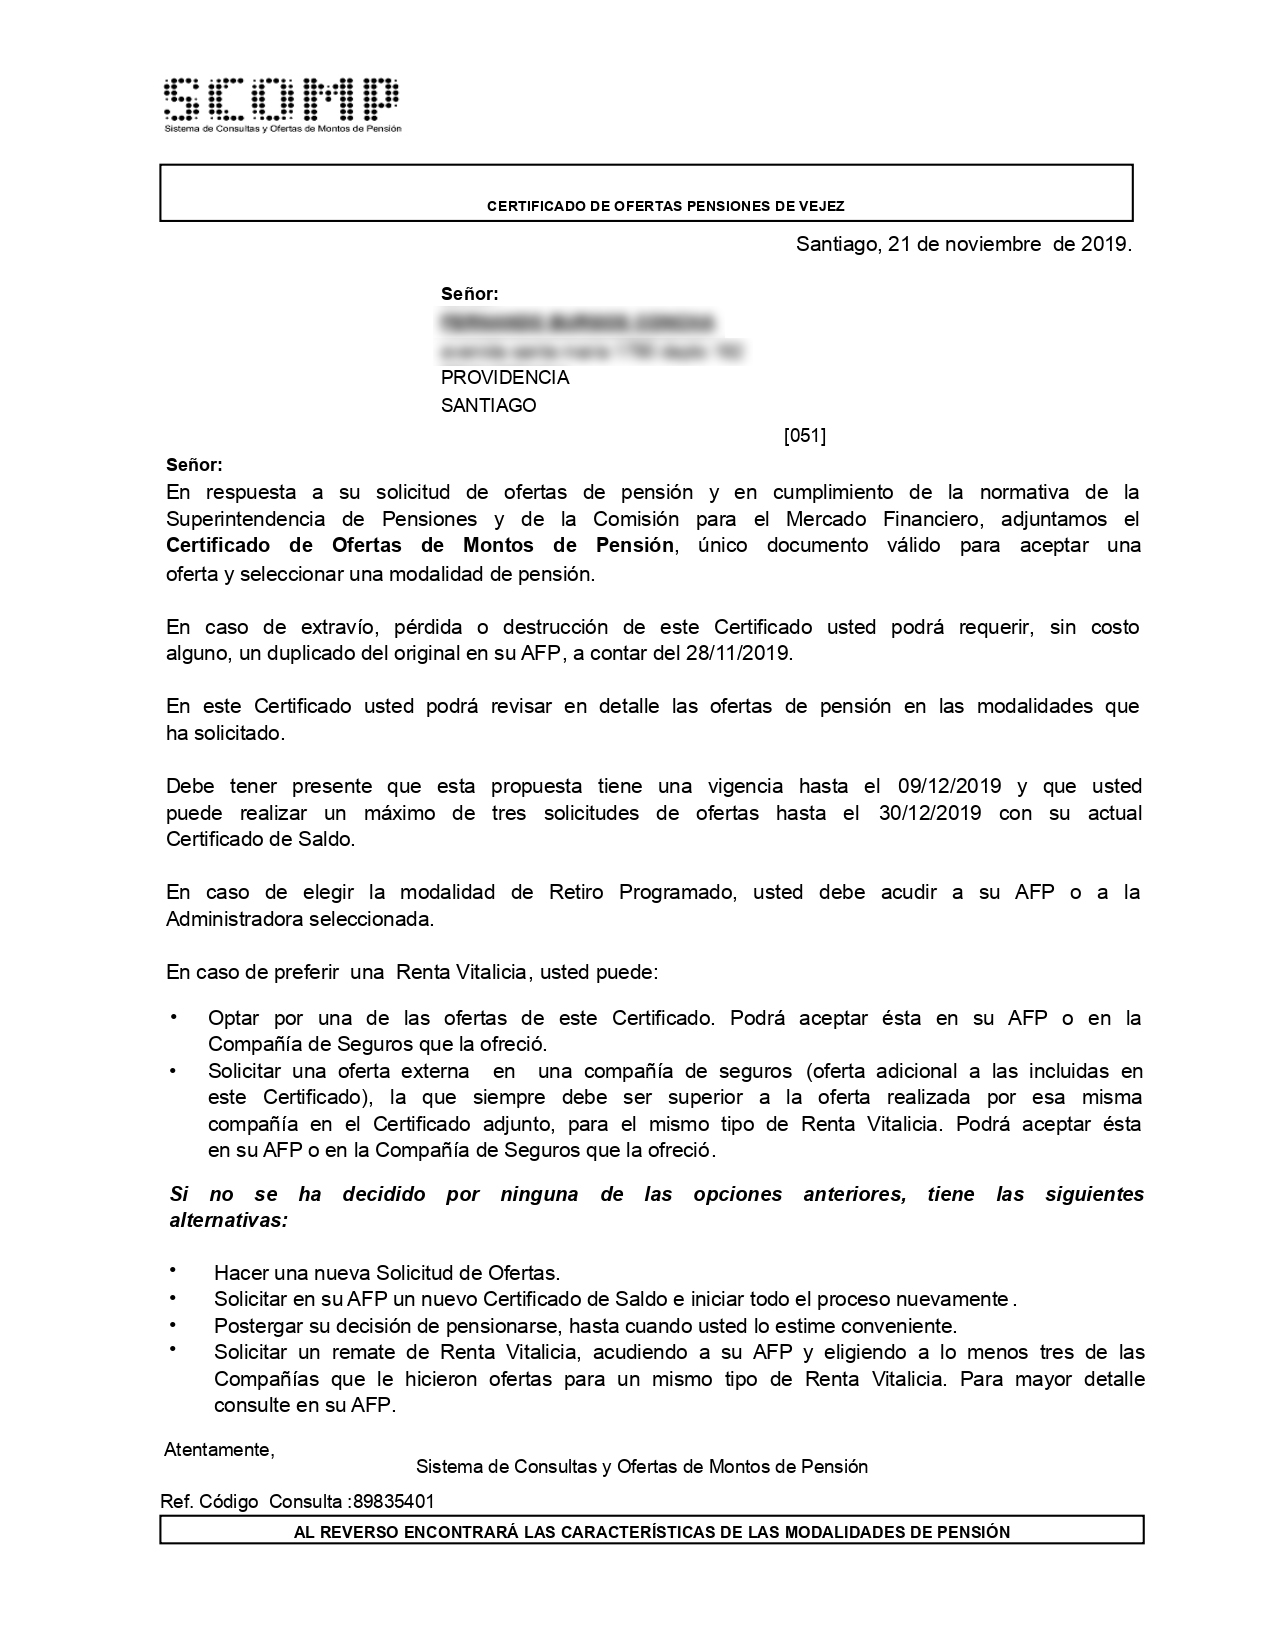 SCOMP
Sistema de Consultas y Ofertas de Montos de Pensión
CERTIFICADO DE OFERTAS PENSIONES DE VEJEZ
Santiago, 21 de noviembre de 2019.
Señor:
PROVIDENCIA
SANTIAGO
[051]
Señor:
En respuesta a su solicitud de ofertas de pensión y en cumplimiento de la normativa de la
Superintendencia de Pensiones y de la Comisión para el Mercado Financiero, adjuntamos el
Certificado de Ofertas de Montos de Pensión, único documento válido para aceptar una
oferta y seleccionar una modalidad de pensión.
En caso de extravío, pérdida o destrucción de este Certificado usted podrá requerir, sin costo
alguno, un duplicado del original en su AFP, a contar del 28/11/2019.
En este Certificado usted podrá revisar en detalle las ofertas de pensión en las modalidades que
ha solicitado.
Debe tener presente que esta propuesta tiene una vigencia hasta el 09/12/2019 y que usted
puede realizar un máximo de tres solicitudes de ofertas hasta el 30/12/2019 con su actual
Certificado de Saldo.
En caso de elegir la modalidad de Retiro Programado, usted debe acudir a su AFP o a la
Administradora seleccionada.
En caso de preferir una Renta Vitalicia, usted puede:
• Optar por una de las ofertas de este Certificado. Podrá aceptar ésta en su AFP o en la
Compañía de Seguros que la ofreció.
• Solicitar una oferta externa en una compañía de seguros (oferta adicional a las incluidas en
este Certificado), la que siempre debe ser superior a la oferta realizada por esa misma
compañía en el Certificado adjunto, para el mismo tipo de Renta Vitalicia. Podrá aceptar ésta
en su AFP o en la Compañía de Seguros que la ofreció.
Si no se ha decidido por ninguna de las opciones anteriores, tiene las siguientes
alternativas:
• Hacer una nueva Solicitud de Ofertas.
• Solicitar en su AFP un nuevo Certificado de Saldo e iniciar todo el proceso nuevamente .
• Postergar su decisión de pensionarse, hasta cuando usted lo estime conveniente.
• Solicitar un remate de Renta Vitalicia, acudiendo a su AFP y eligiendo a lo menos tres de las
Compañías que le hicieron ofertas para un mismo tipo de Renta Vitalicia. Para mayor detalle
consulte en su AFP.
Atentamente,
Sistema de Consultas y Ofertas de Montos de Pensión
Ref. Código Consulta :89835401
AL REVERSO ENCONTRARÁ LAS CARACTERÍSTICAS DE LAS MODALIDADES DE PENSIÓN